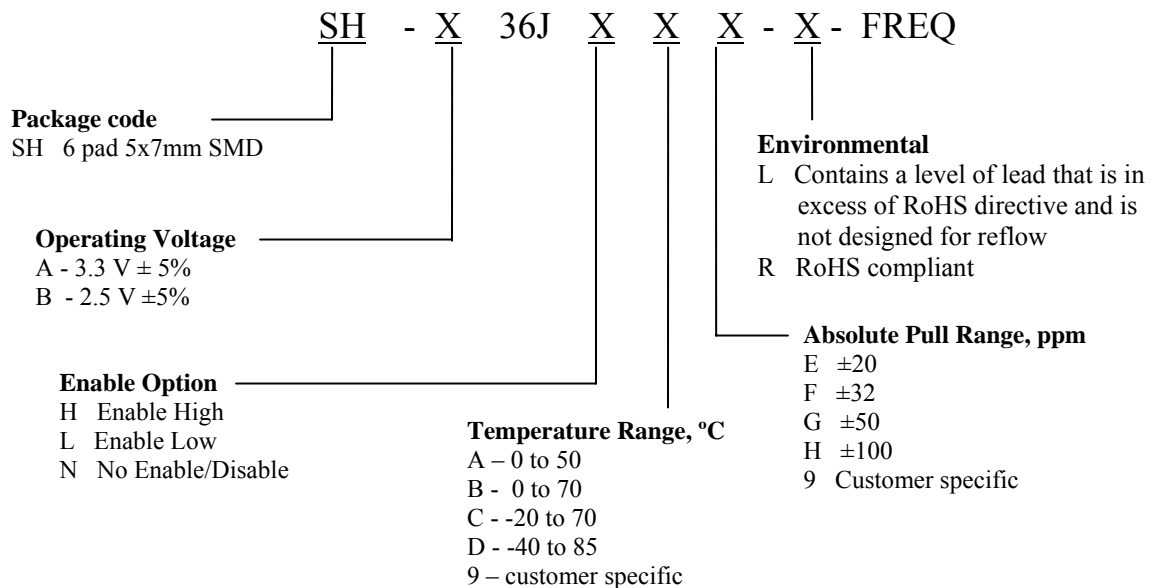 SH - X 36J X X X - X - FREQ
Package code
SH 6 pad 5x7mm SMD
Operating Voltage
A - 3.3 V ± 5%
B - 2.5 V ±5%
Enable Option
H Enable High
L Enable Low
N No Enable/Disable
Temperature Range, ºC
A – 0 to 50
B - 0 to 70
C - -20 to 70
D - -40 to 85
9 – customer specific
Environmental
L Contains a level of lead that is in
excess of RoHS directive and is
not designed for reflow
R RoHS compliant
Absolute Pull Range, ppm
E ±20
F ±32
G ±50
H ±100
9 Customer specific